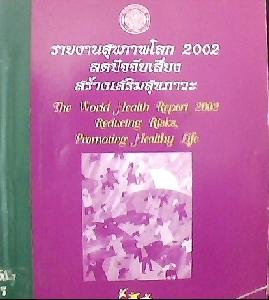 รายงานสุขภาพโลก 2002
ลดปัจจัยเสี่ยง
สร้างเสริมสุขภาวะ
The World Health Report 2002
Reducing Risks,
Promoting Healthy Life